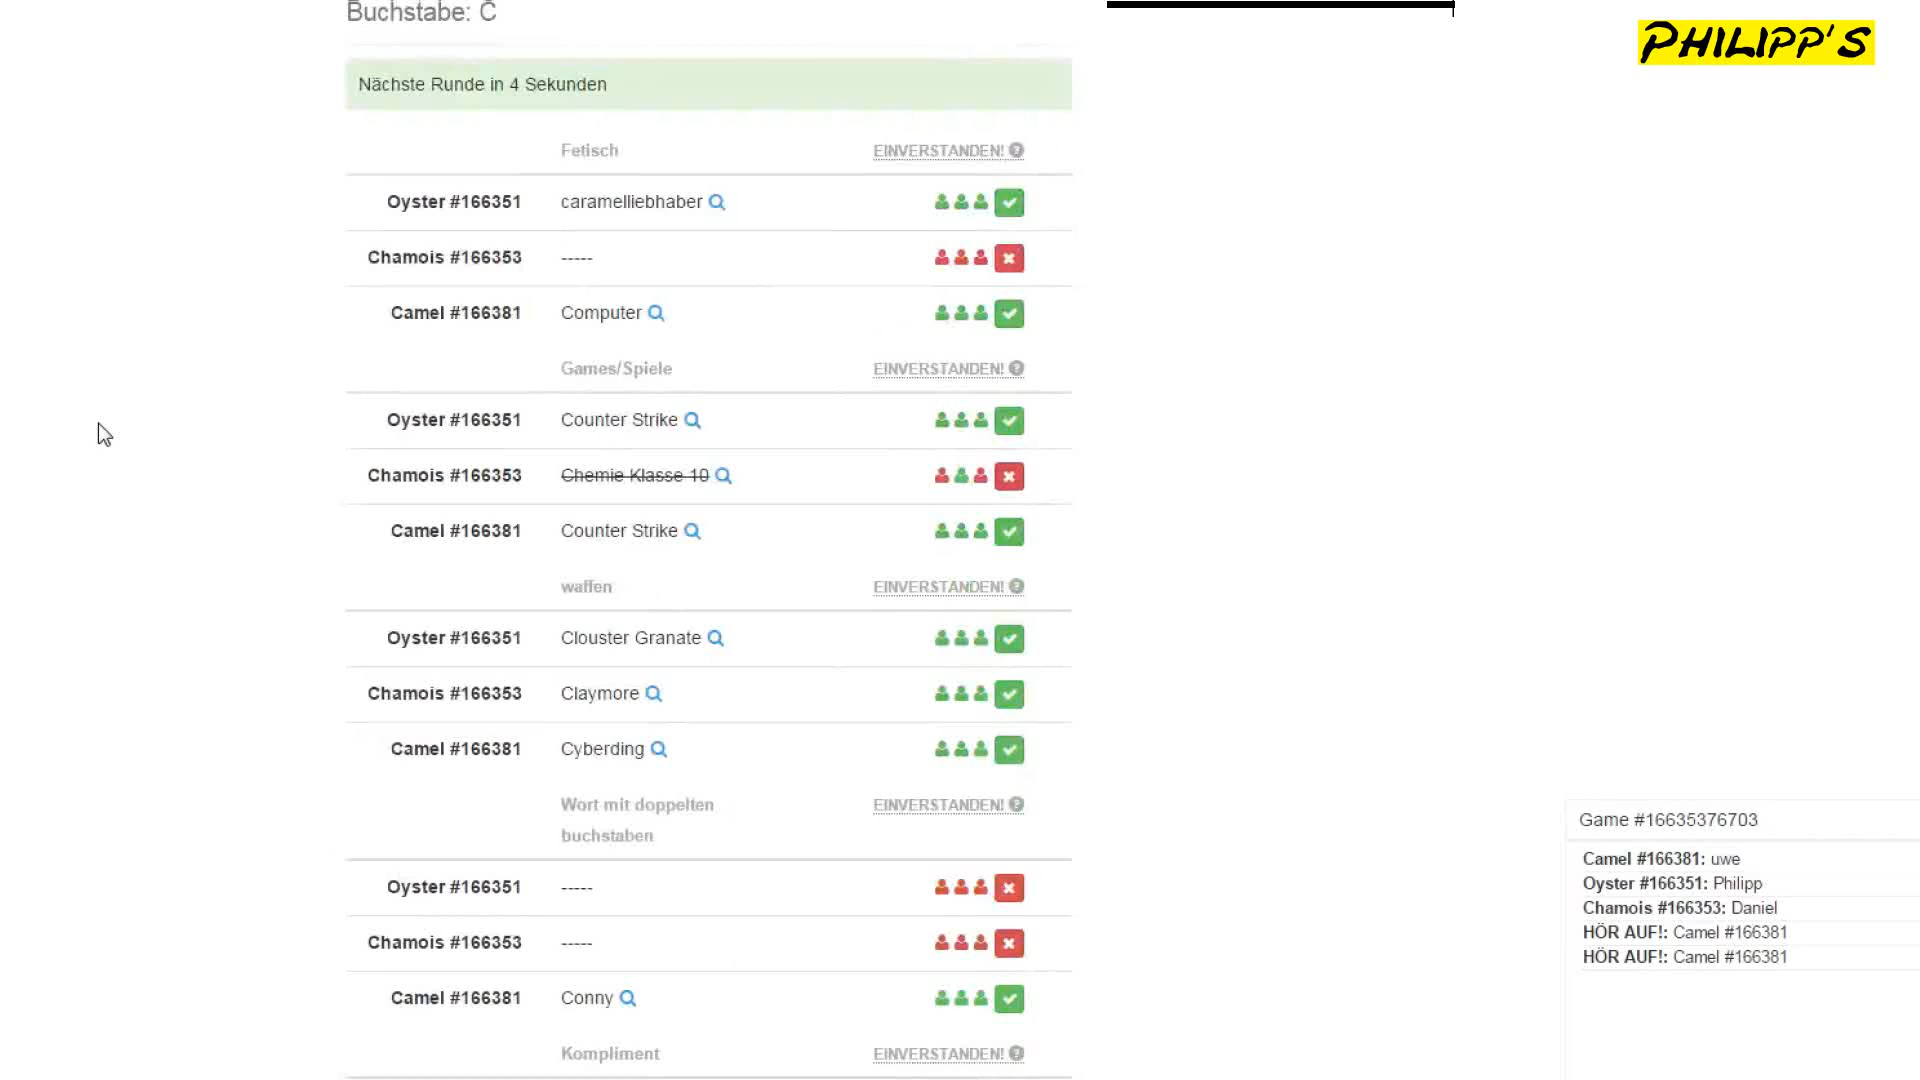 Buchstabe: C
PHILIPP'S
Nächste Runde in 4 Sekunden
Fetisch EINVERSTANDEN!
Oyster #166351 caramelliebhaber
Chamois #166353 -----
Camel #166381 Computer
Games/Spiele EINVERSTANDEN!
Oyster #166351 Counter Strike
Chamois #166353 Chemie Klasse 10
Camel #166381 Counter Strike
waffen EINVERSTANDEN!
Oyster #166351 Clouster Granate
Chamois #166353 Claymore
Camel #166381 Cyberding
Wort mit doppelten EINVERSTANDEN!
buchstaben
Oyster #166351 -----
Chamois #166353 -----
Camel #166381 Conny
Kompliment EINVERSTANDEN!
Game #16635376703
Camel #166381: uwe
Oyster #166351: Philipp
Chamois #166353: Daniel
HÖR AUF!: Camel #166381
HÖR AUF!: Camel #166381